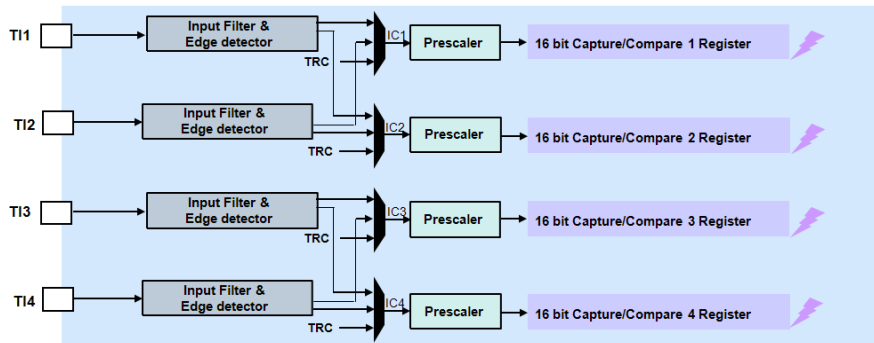 TI1
Input Filter &
Edge detector
TRC
IC1
Prescaler
16 bit Capture/Compare 1 Register
TI2
Input Filter &
Edge detector
TRC
IC2
Prescaler
16 bit Capture/Compare 2 Register
TI3
Input Filter &
Edge detector
TRC
IC3
Prescaler
16 bit Capture/Compare 3 Register
TI4
Input Filter &
Edge detector
TRC
IC4
Prescaler
16 bit Capture/Compare 4 Register